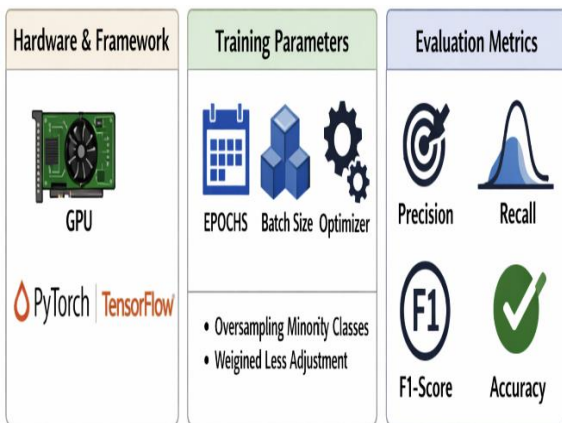 Hardware & Framework
GPU
PyTorch | TensorFlow
Training Parameters
EPOCHS Batch Size Optimizer
• Oversampling Minority Classes
• Weigined Less Adjustment
Evaluation Metrics
Precision Recall
F1
F1-Score Accuracy